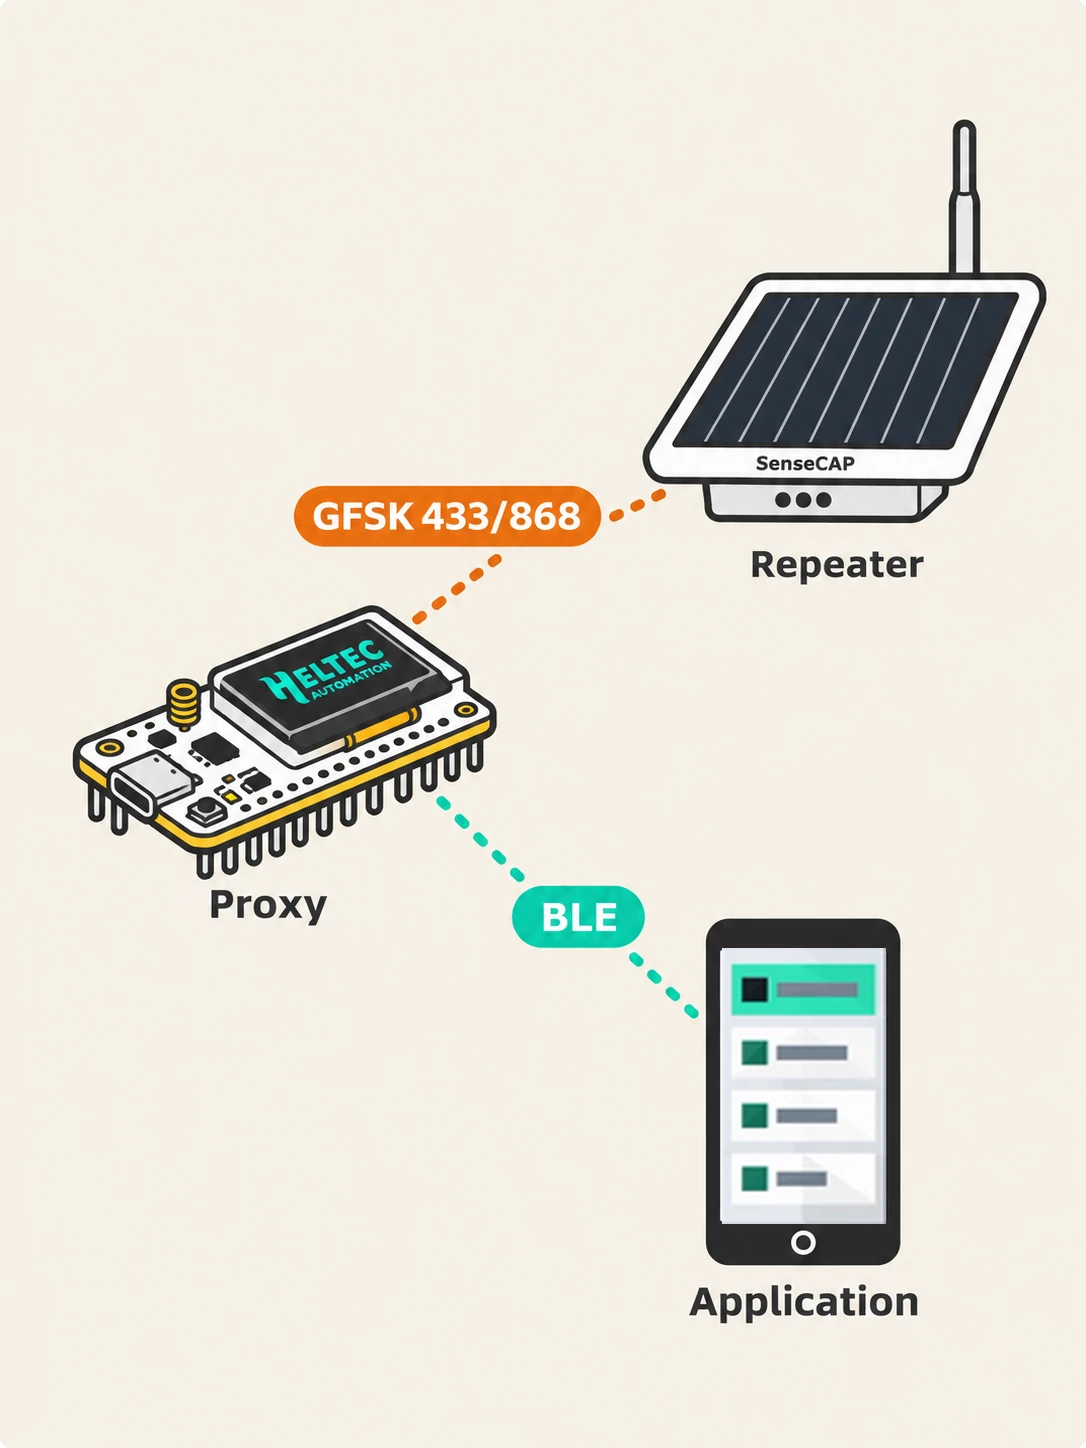 SenseCAP
GFSK 433/868
Repeater
HELTEC
AUTOMATION
Proxy
BLE
Application